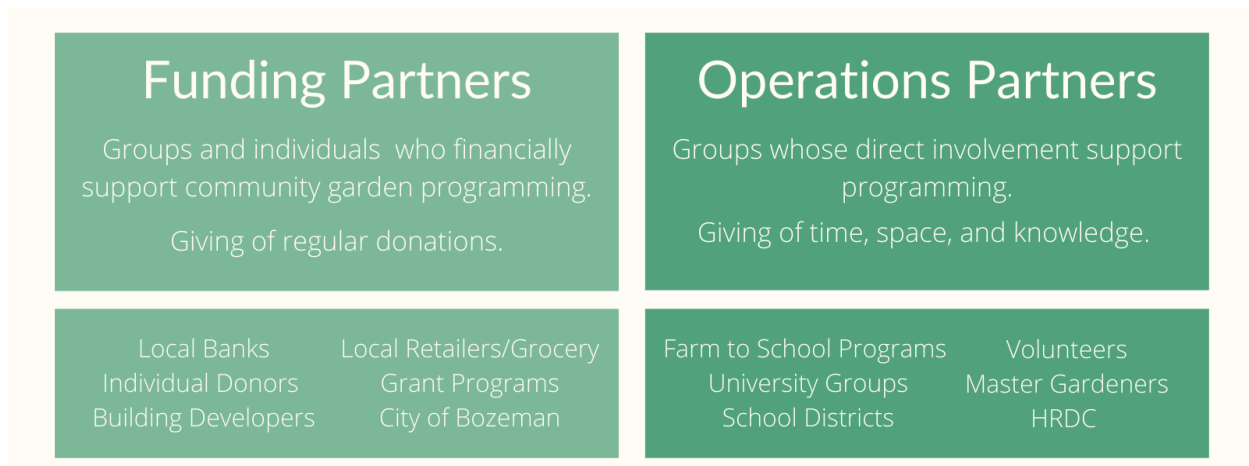 Funding Partners
Groups and individuals who financially
support community garden programming.
Giving of regular donations.
Local Banks
Individual Donors
Building Developers
Local Retailers/Grocery
Grant Programs
City of Bozeman
Operations Partners
Groups whose direct involvement support
programming.
Giving of time, space, and knowledge.
Farm to School Programs
University Groups
School Districts
Volunteers
Master Gardeners
HRDC